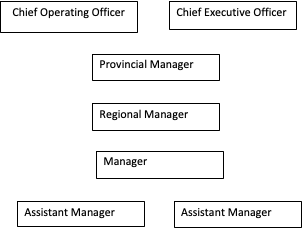 Chief Operating Officer
Chief Executive Officer
Provincial Manager
Regional Manager
Manager
Assistant Manager
Assistant Manager